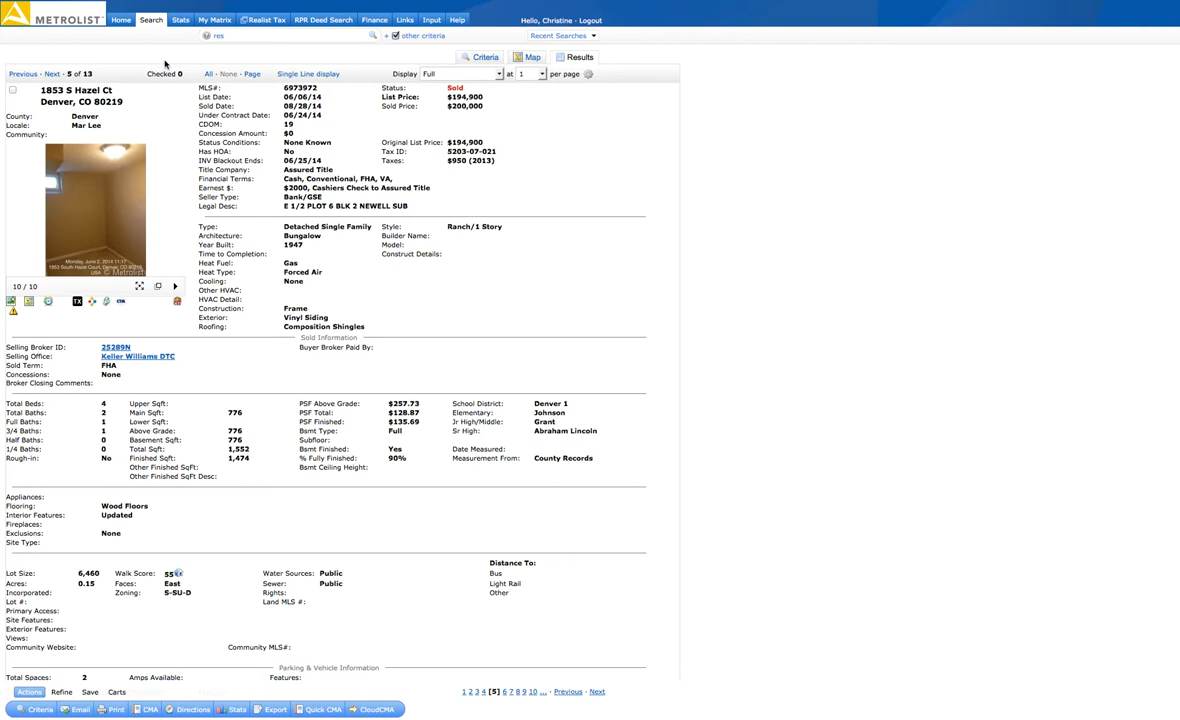 METROLIST
Home Search Stats My Matrix Realist Tax RPR Deed Search Finance Links Input Help Hello, Christine - Logout
res + other criteria Recent Searches
Criteria Map Results
Previous · Next · 5 of 13 Checked 0 All · None · Page Single Line display Display Full at 1 per page
1853 S Hazel Ct
Denver, CO 80219
County: Denver
Locale: Mar Lee
Community:
Monday, June 2, 2014 11:17
1853 South Hazel Court, Denver, CO 80219
USA © Metrolist
10 / 10
TX
MLS#: 6973972 Status: Sold
List Date: 06/06/14 List Price: $194,900
Sold Date: 08/28/14 Sold Price: $200,000
Under Contract Date: 06/24/14
CDOM: 19
Concession Amount: $0
Status Conditions: None Known Original List Price: $194,900
Has HOA: No Tax ID: 5203-07-021
INV Blackout Ends: 06/25/14 Taxes: $950 (2013)
Title Company: Assured Title
Financial Terms: Cash, Conventional, FHA, VA,
Earnest $: $2000, Cashiers Check to Assured Title
Seller Type: Bank/GSE
Legal Desc: E 1/2 PLOT 6 BLK 2 NEWELL SUB
Type: Detached Single Family Style: Ranch/1 Story
Architecture: Bungalow Builder Name:
Year Built: 1947 Model:
Time to Completion: Construct Details:
Heat Fuel: Gas
Heat Type: Forced Air
Cooling: None
Other HVAC:
HVAC Detail:
Construction: Frame
Exterior: Vinyl Siding
Roofing: Composition Shingles
Sold Information
Selling Broker ID: 25289N Buyer Broker Paid By:
Selling Office: Keller Williams DTC
Sold Term: FHA
Concessions: None
Broker Closing Comments:
Total Beds: 4 Upper Sqft: PSF Above Grade: $257.73 School District: Denver 1
Total Baths: 2 Main Sqft: 776 PSF Total: $128.87 Elementary: Johnson
Full Baths: 1 Lower Sqft: PSF Finished: $135.69 Jr High/Middle: Grant
3/4 Baths: 1 Above Grade: 776 Bsmt Type: Full Sr High: Abraham Lincoln
Half Baths: 0 Basement Sqft: 776 Subfloor:
1/4 Baths: 0 Total Sqft: 1,552 Bsmt Finished: Yes Date Measured:
Rough-in: No Finished Sqft: 1,474 % Fully Finished: 90% Measurement From: County Records
Other Finished SqFt: Bsmt Ceiling Height:
Other Finished SqFt Desc:
Appliances:
Flooring: Wood Floors
Interior Features: Updated
Fireplaces:
Exclusions: None
Site Type:
Distance To:
Lot Size: 6,460 Walk Score: 55 Water Sources: Public Bus
Acres: 0.15 Faces: East Sewer: Public Light Rail
Incorporated: Zoning: S-SU-D Rights: Other
Lot #: Land MLS #:
Primary Access:
Site Features:
Exterior Features:
Views:
Community Website: Community MLS#:
Parking & Vehicle Information
Total Spaces: 2 Amps Available: Features:
Actions Refine Save Carts 1 2 3 4 [5] 6 7 8 9 10 ... · Previous · Next
Criteria Email Print CMA Directions Stats Export Quick CMA CloudCMA